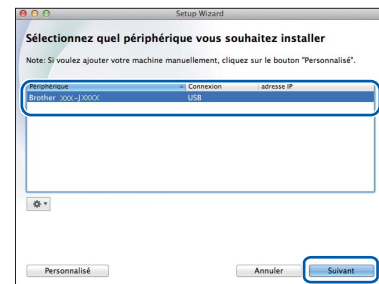 Setup Wizard
Sélectionnez quel périphérique vous souhaitez installer
Note: Si voulez ajouter votre machine manuellement, cliquez sur le bouton "Personnalisé".
Périphérique Connexion adresse IP
Brother XXX-JXXXX USB
Personnalisé Annuler Suivant